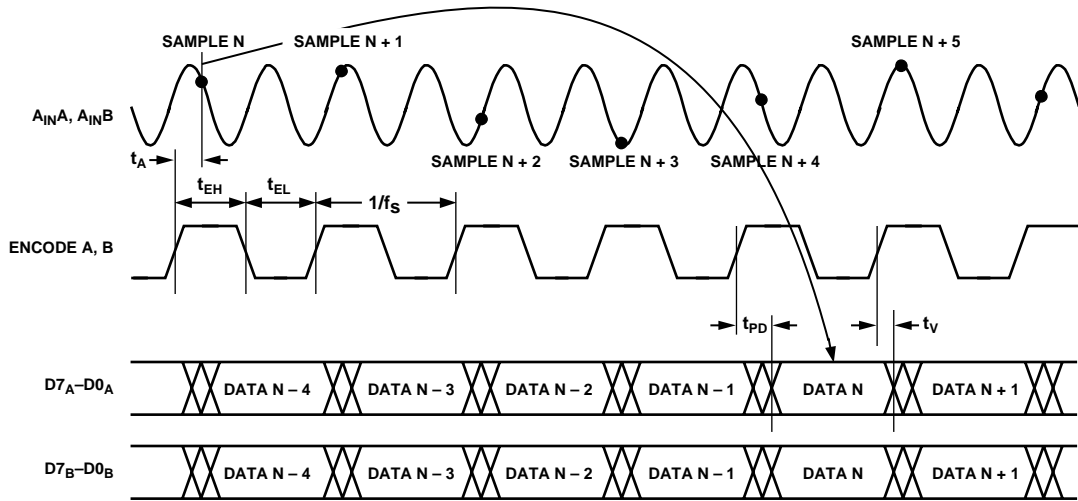 SAMPLE N
SAMPLE N + 1
SAMPLE N + 5
AINA, AINB
SAMPLE N + 2
SAMPLE N + 3
SAMPLE N + 4
tA
tEH
tEL
1/fS
ENCODE A, B
tPD
tV
D7A–D0A
DATA N – 4
DATA N – 3
DATA N – 2
DATA N – 1
DATA N
DATA N + 1
D7B–D0B
DATA N – 4
DATA N – 3
DATA N – 2
DATA N – 1
DATA N
DATA N + 1